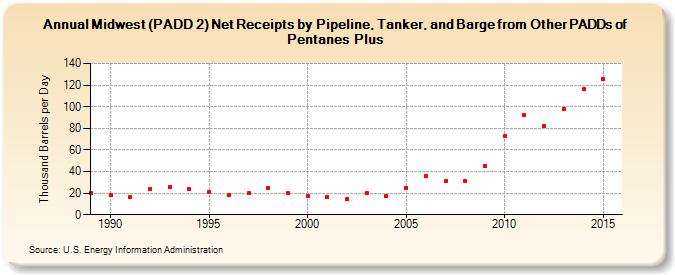 Annual Midwest (PADD 2) Net Receipts by Pipeline, Tanker, and Barge from Other PADDs of
Pentanes Plus
Thousand Barrels per Day
140
120
100
80
60
40
20
0
1990 1995 2000 2005 2010 2015
Source: U.S. Energy Information Administration